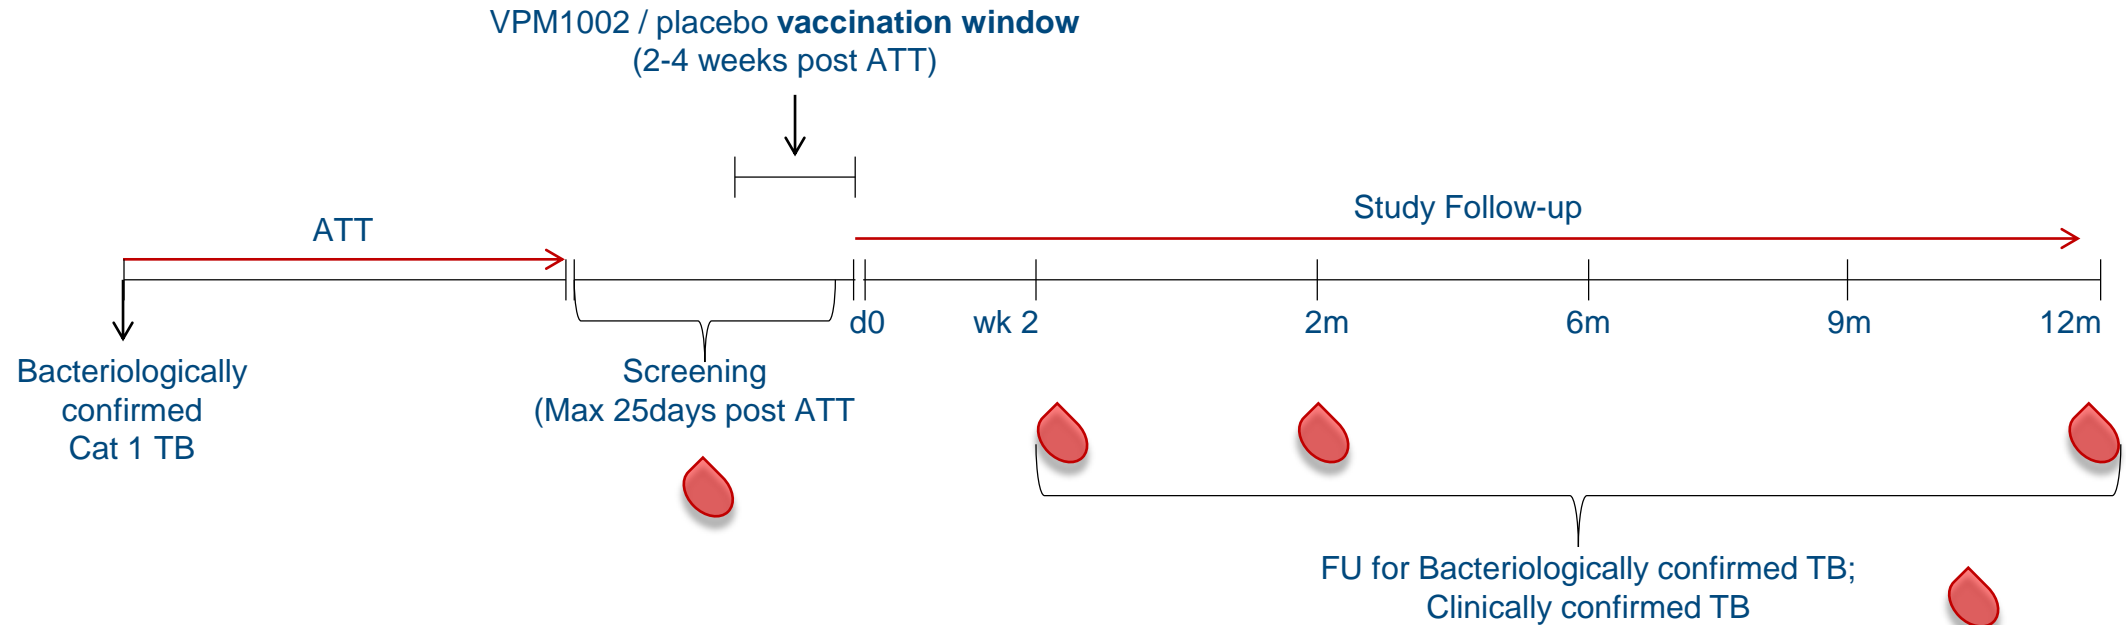 VPM1002 / placebo vaccination window
(2-4 weeks post ATT)
ATT
Study Follow-up
d0
wk 2
2m
6m
9m
12m
Bacteriologically
confirmed
Cat 1 TB
Screening
(Max 25days post ATT
FU for Bacteriologically confirmed TB;
Clinically confirmed TB